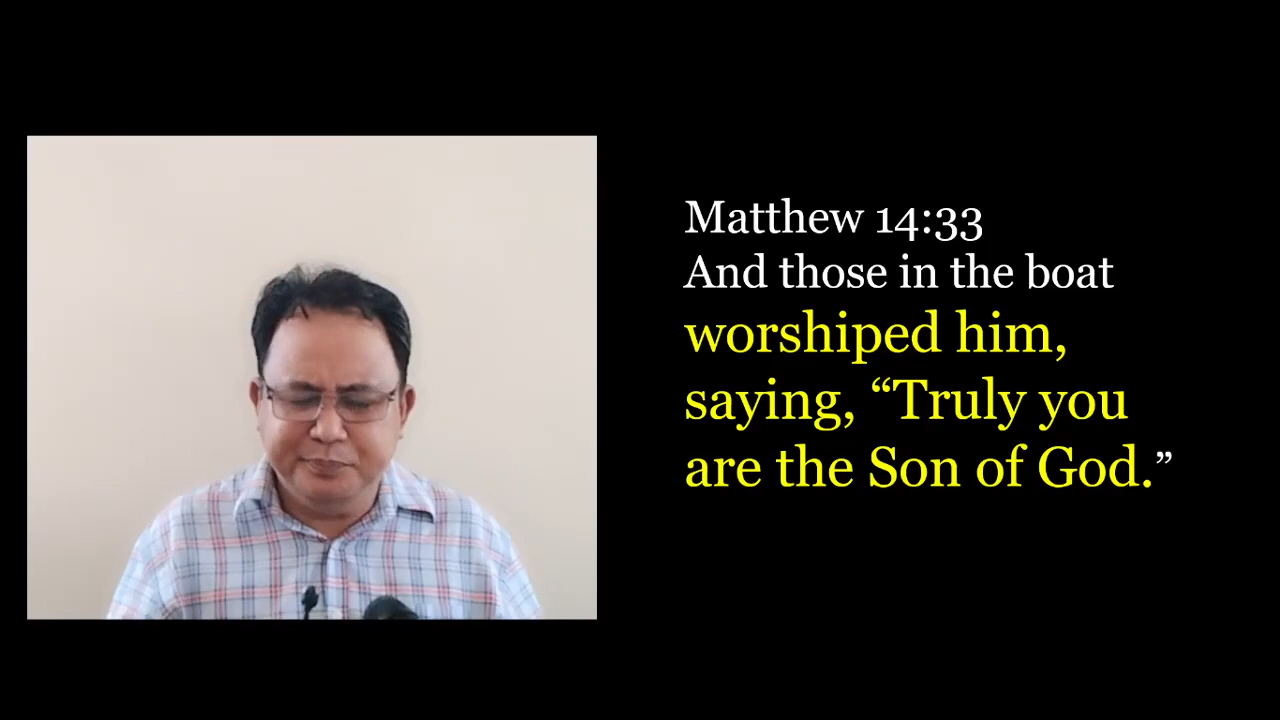 Matthew 14:33
And those in the boat
worshiped him,
saying, “Truly you
are the Son of God.”